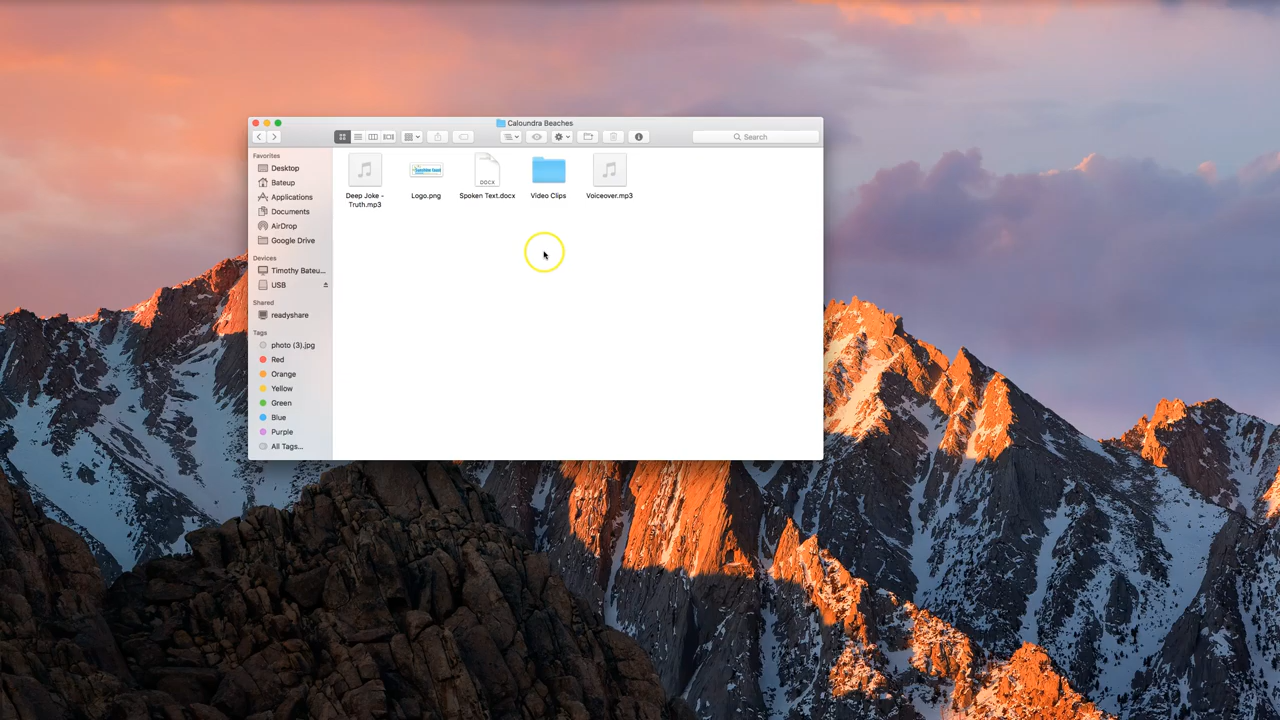 Caloundra Beaches
Search
Favorites
Desktop
Bateup
Applications
Documents
AirDrop
Google Drive
Devices
Timothy Bateu...
USB
Shared
readyshare
Tags
photo (3).jpg
Red
Orange
Yellow
Green
Blue
Purple
All Tags...
Deep Joke -
Truth.mp3
Logo.png
DOCX
Spoken Text.docx
Video Clips
Voiceover.mp3